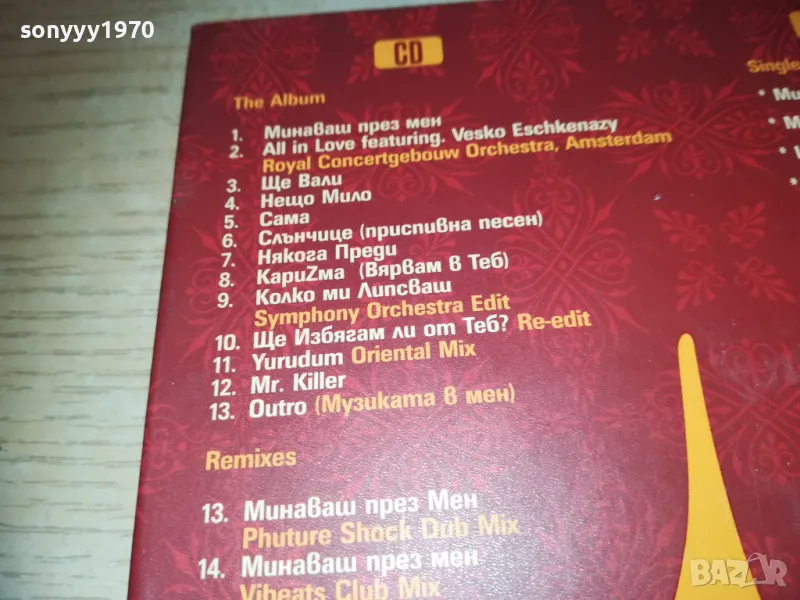 sonyyy1970
CD
The Album
1. Минаваш през мен
2. All in Love featuring. Vesko Eschkenazy
Royal Concertgebouw Orchestra, Amsterdam
3. Ще Вали
4. Нещо Мило
5. Сама
6. Слънчице (приспивна песен)
7. Някога Преди
8. КариZма (Вярвам в Теб)
9. Колко ми Липсваш
Symphony Orchestra Edit
10. Ще Избягам ли от Теб? Re-edit
11. Yurudum Oriental Mix
12. Mr. Killer
13. Outro (Музиката в мен)
Remixes
13. Минаваш през Мен
Phuture Shock Dub Mix
14. Минаваш през мен
Vibeats Club Mix
Single
BAZAR